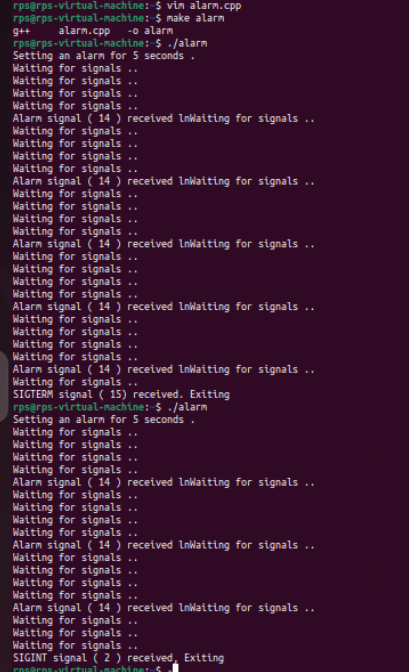 rps@rps-virtual-machine:~$ vim alarm.cpp
rps@rps-virtual-machine:~$ make alarm
g++     alarm.cpp   -o alarm
rps@rps-virtual-machine:~$ ./alarm
Setting an alarm for 5 seconds .
Waiting for signals ..
Waiting for signals ..
Waiting for signals ..
Waiting for signals ..
Alarm signal ( 14 ) received lnWaiting for signals ..
Waiting for signals ..
Waiting for signals ..
Waiting for signals ..
Waiting for signals ..
Alarm signal ( 14 ) received lnWaiting for signals ..
Waiting for signals ..
Waiting for signals ..
Waiting for signals ..
Waiting for signals ..
Alarm signal ( 14 ) received lnWaiting for signals ..
Waiting for signals ..
Waiting for signals ..
Waiting for signals ..
Waiting for signals ..
Alarm signal ( 14 ) received lnWaiting for signals ..
Waiting for signals ..
Waiting for signals ..
Waiting for signals ..
Waiting for signals ..
Alarm signal ( 14 ) received lnWaiting for signals ..
Waiting for signals ..
SIGTERM signal ( 15) received. Exiting
rps@rps-virtual-machine:~$ ./alarm
Setting an alarm for 5 seconds .
Waiting for signals ..
Waiting for signals ..
Waiting for signals ..
Waiting for signals ..
Alarm signal ( 14 ) received lnWaiting for signals ..
Waiting for signals ..
Waiting for signals ..
Waiting for signals ..
Waiting for signals ..
Alarm signal ( 14 ) received lnWaiting for signals ..
Waiting for signals ..
Waiting for signals ..
Waiting for signals ..
Waiting for signals ..
Alarm signal ( 14 ) received lnWaiting for signals ..
Waiting for signals ..
Waiting for signals ..
Waiting for signals ..
SIGINT signal ( 2 ) received. Exiting
rps@rps-virtual-machine:~$